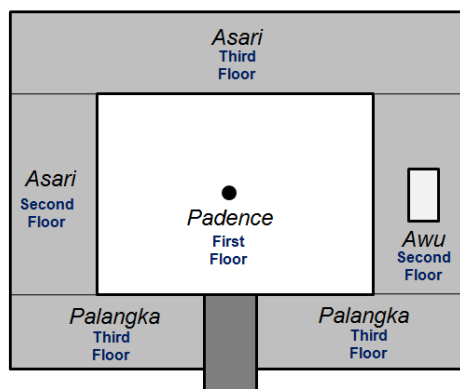 Asari
Third
Floor
Asari
Second
Floor
Padence
First
Floor
Awu
Second
Floor
Palangka
Third
Floor
Palangka
Third
Floor